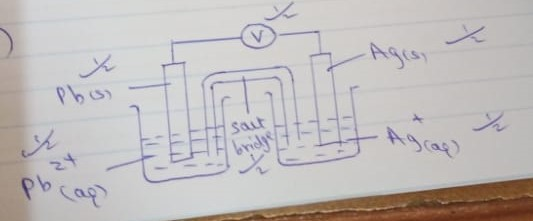 )
½
V
½
Pb(s)
Ag(s) ½
½
Pb²⁺(aq)
salt
bridge
½
Ag⁺(aq) ½